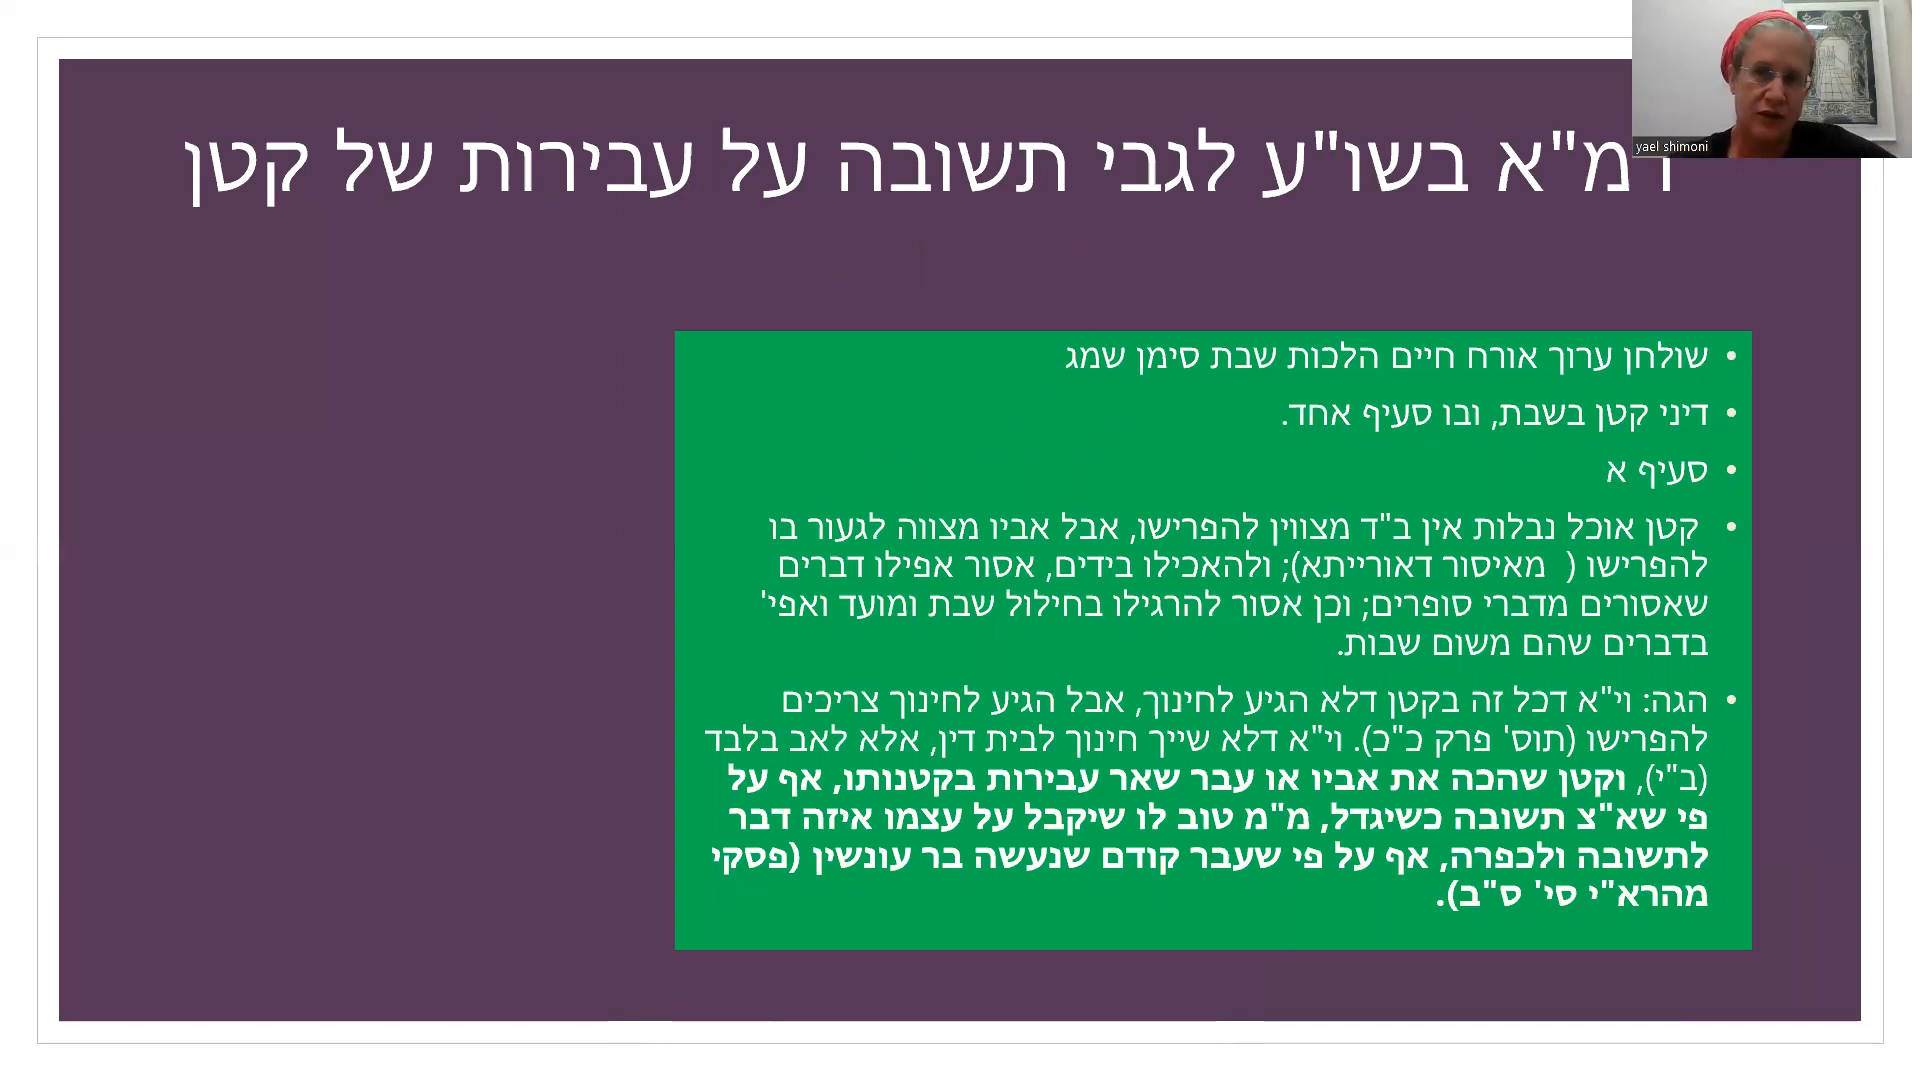 רמ"א בשו"ע לגבי תשובה על עבירות של קטן
yael shimoni
• שולחן ערוך אורח חיים הלכות שבת סימן שמג
• דיני קטן בשבת, ובו סעיף אחד.
• סעיף א
• קטן אוכל נבלות אין ב"ד מצווין להפרישו, אבל אביו מצווה לגעור בו
להפרישו (  מאיסור דאורייתא); ולהאכילו בידים, אסור אפילו דברים
שאסורים מדברי סופרים; וכן אסור להרגילו בחילול שבת ומועד ואפי'
בדברים שהם משום שבות.
• הגה: וי"א דכל זה בקטן דלא הגיע לחינוך, אבל הגיע לחינוך צריכים
להפרישו (תוס' פרק כ"כ). וי"א דלא שייך חינוך לבית דין, אלא לאב בלבד
(ב"י), וקטן שהכה את אביו או עבר שאר עבירות בקטנותו, אף על
פי שא"צ תשובה כשיגדל, מ"מ טוב לו שיקבל על עצמו איזה דבר
לתשובה ולכפרה, אף על פי שעבר קודם שנעשה בר עונשין (פסקי
מהרא"י סי' ס"ב).